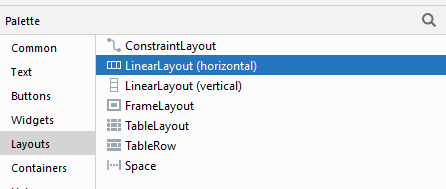 Palette
Common
Text
Buttons
Widgets
Layouts
Containers
ConstraintLayout
LinearLayout (horizontal)
LinearLayout (vertical)
FrameLayout
TableLayout
TableRow
Space